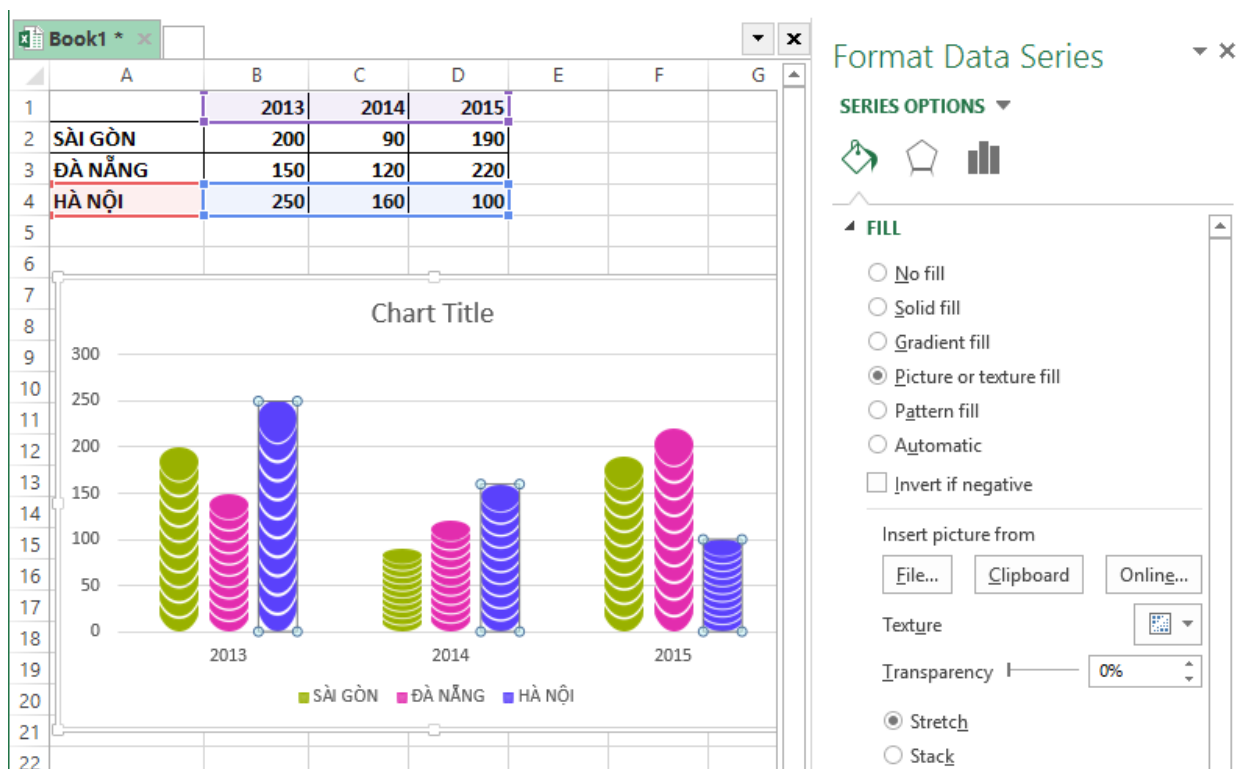 Book1 *
Format Data Series
SERIES OPTIONS
A B C D E F G
1 2013 2014 2015
2 SÀI GÒN 200 90 190
3 ĐÀ NẴNG 150 120 220
4 HÀ NỘI 250 160 100
5
6
7
8
9
10
11
12
13
14
15
16
17
18
19
20
21
22
Chart Title
300
250
200
150
100
50
0
2013 2014 2015
SÀI GÒN ĐÀ NẴNG HÀ NỘI
FILL
No fill
Solid fill
Gradient fill
Picture or texture fill
Pattern fill
Automatic
Invert if negative
Insert picture from
File... Clipboard Online...
Texture
Transparency 0%
Stretch
Stack